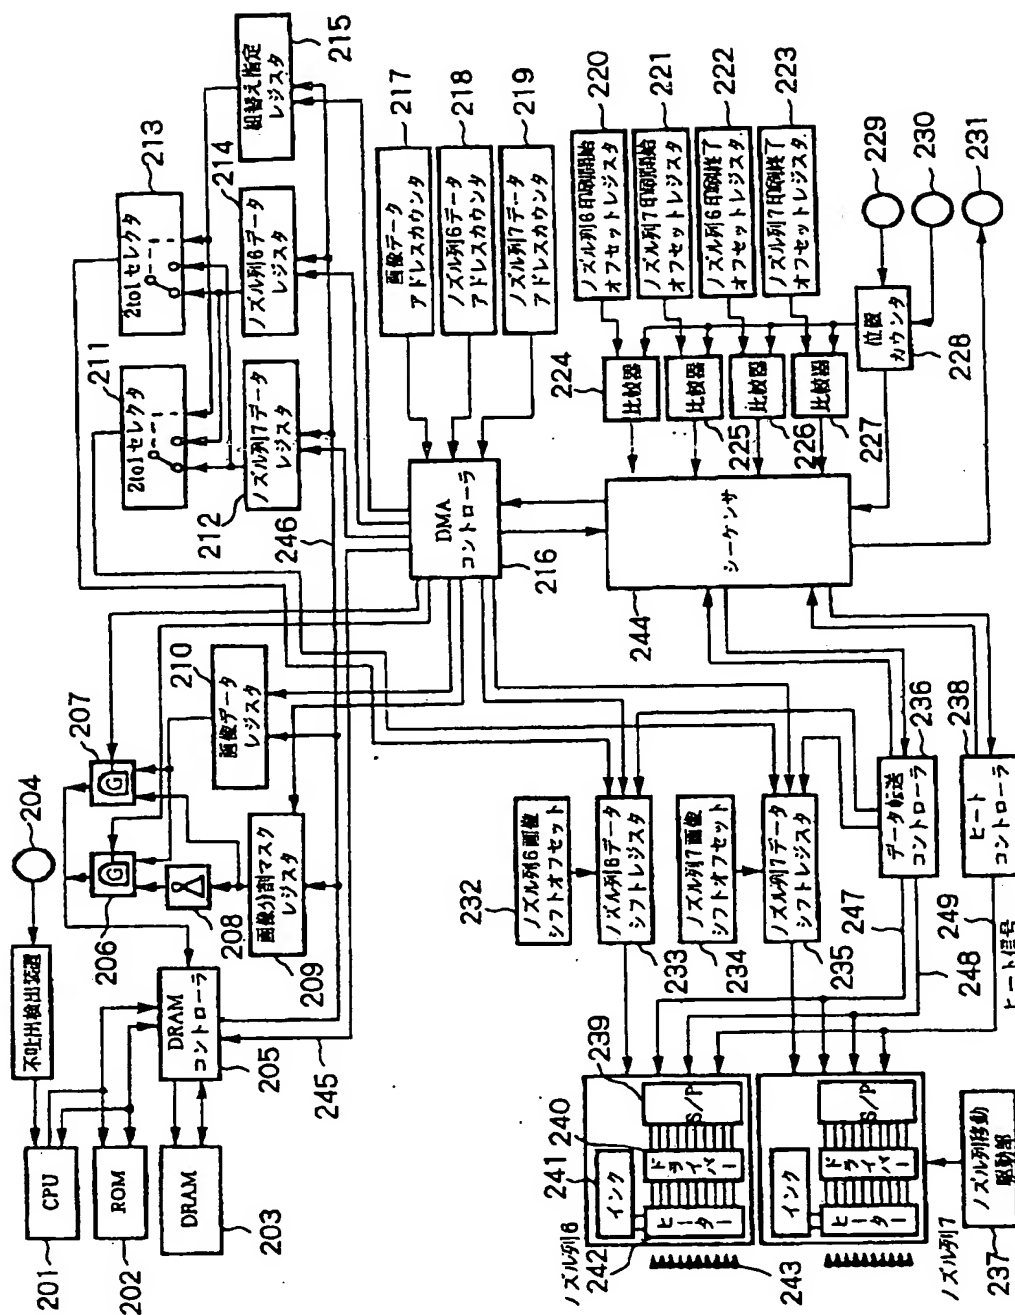 201
CPU
202
ROM
203
DRAM
不吐出検出装置
204
DRAM
コントローラ
205
206
G
207
G
208
画像分割マスク
レジスタ
209
210
画像データ
レジスタ
211
2to1セレクタ
213
2to1セレクタ
212
ノズル列7データ
レジスタ
214
ノズル列6データ
レジスタ
215
組替え指定
レジスタ
245
246
DMA
コントローラ
216
画像データ
アドレスカウンタ
217
ノズル列6データ
アドレスカウンタ
218
ノズル列7データ
アドレスカウンタ
219
ノズル列6印刷開始
オフセットレジスタ
220
ノズル列7印刷開始
オフセットレジスタ
221
ノズル列6印刷終了
オフセットレジスタ
222
ノズル列7印刷終了
オフセットレジスタ
223
224
比較器
比較器
225
比較器
226
比較器
227
位置
カウンタ
228
229
230
231
シーケンサ
244
232
ノズル列6画像
シフトオフセット
ノズル列6データ
シフトレジスタ
233
ノズル列7画像
シフトオフセット
234
ノズル列7データ
シフトレジスタ
235
データ転送
コントローラ
236
ヒート
コントローラ
238
247
248
249
ヒート信号
ノズル列6
239
S/P
240
ドライバー
241
インク
242
ヒーター
243
ノズル列7
S/P
ドライバー
インク
ヒーター
ノズル列移動
駆動部
237